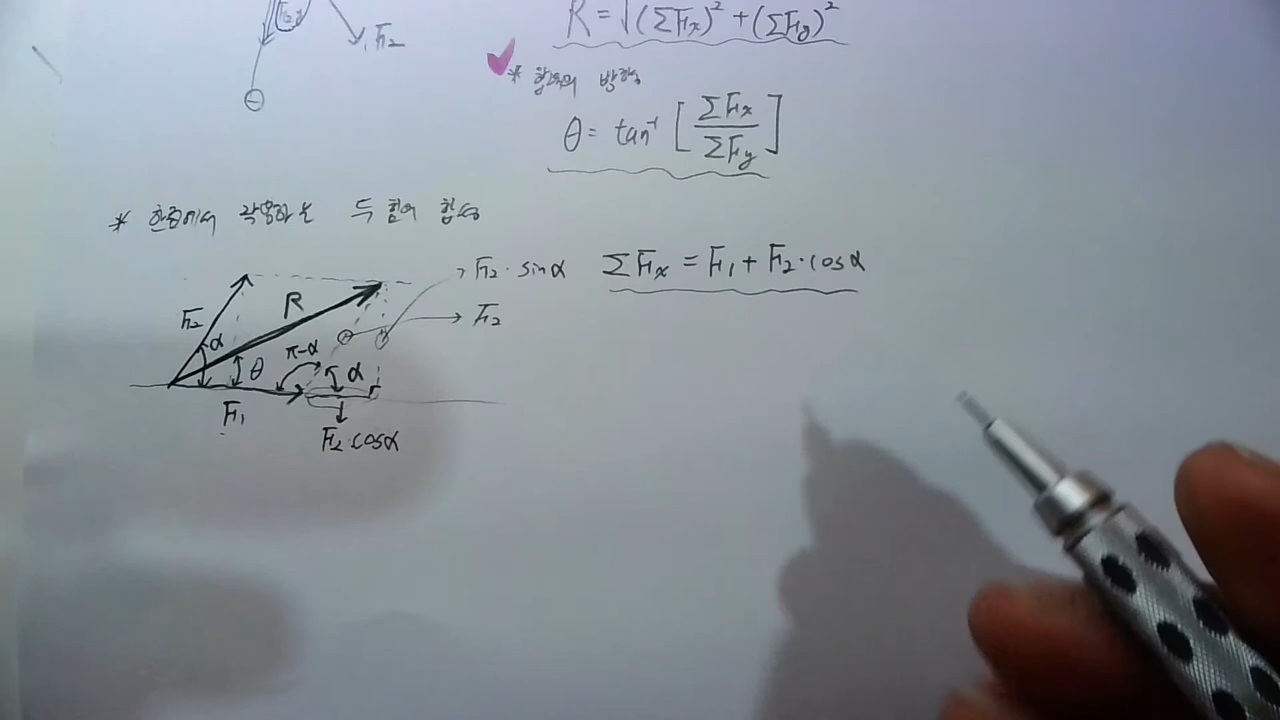 F₂
R = √(ΣFx)² + (ΣFy)²
* 합력의 방향
θ = tan⁻¹ [ΣFx / ΣFy]
* 한점에서 작용하는 두 힘의 합성
F₂·sinα
ΣFx = F₁ + F₂·cosα
F₂
R
F₂
α
θ
π-α
α
F₁
F₂·cosα